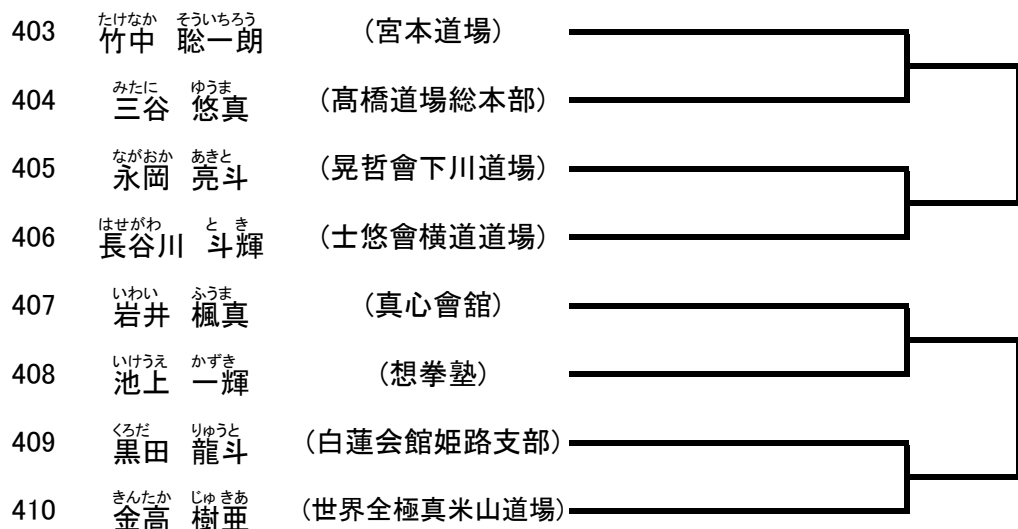 たけなか そういちろう
403 竹中 聡一朗 （宮本道場）
みたに ゆうま
404 三谷 悠真 （髙橋道場総本部）
ながおか あきと
405 永岡 亮斗 （晃哲會下川道場）
はせがわ とき
406 長谷川 斗輝 （士悠會横道道場）
いわい ふうま
407 岩井 楓真 （真心會舘）
いけうえ かずき
408 池上 一輝 （想拳塾）
くろだ りゅうと
409 黒田 龍斗 （白蓮会館姫路支部）
きんたか じゅきあ
410 金高 樹亜 （世界全極真米山道場）